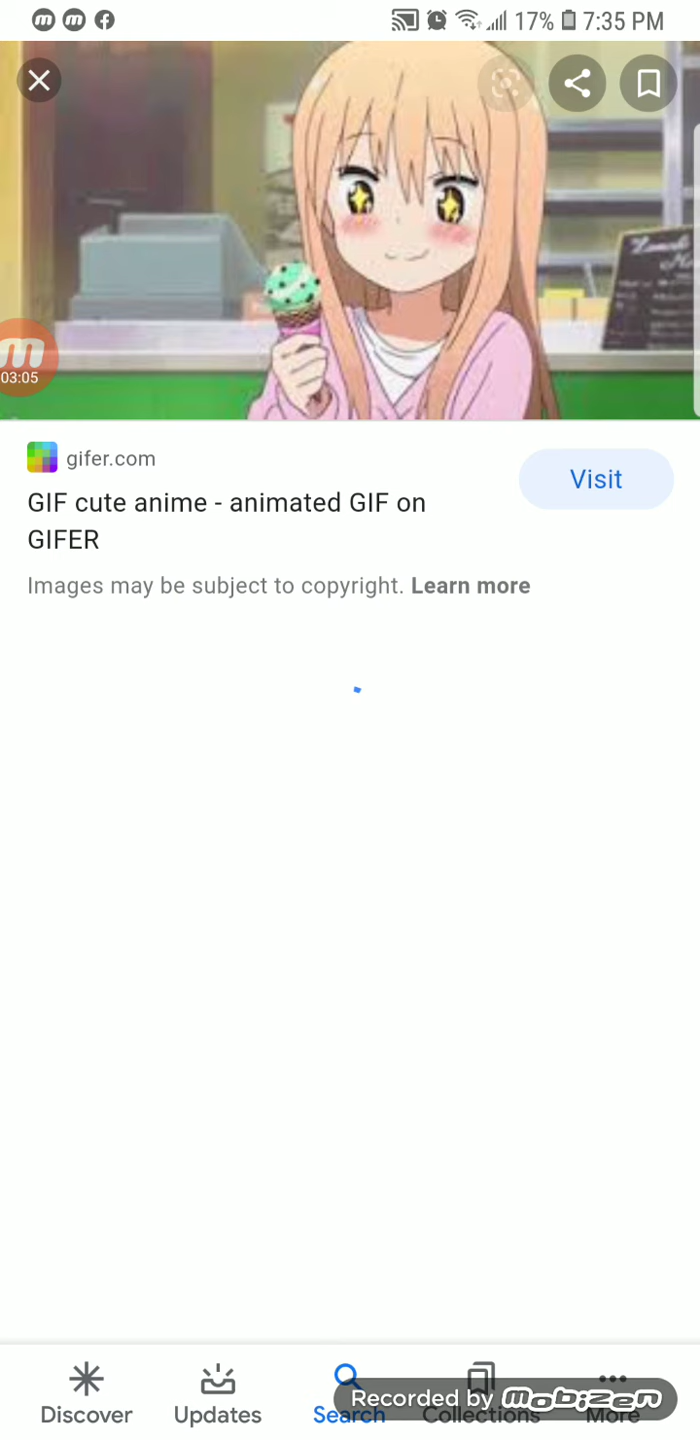 17% 7:35 PM
03:05
gifer.com
Visit
GIF cute anime - animated GIF on
GIFER
Images may be subject to copyright. Learn more
Recorded by mobizen
Discover Updates Search Collections More